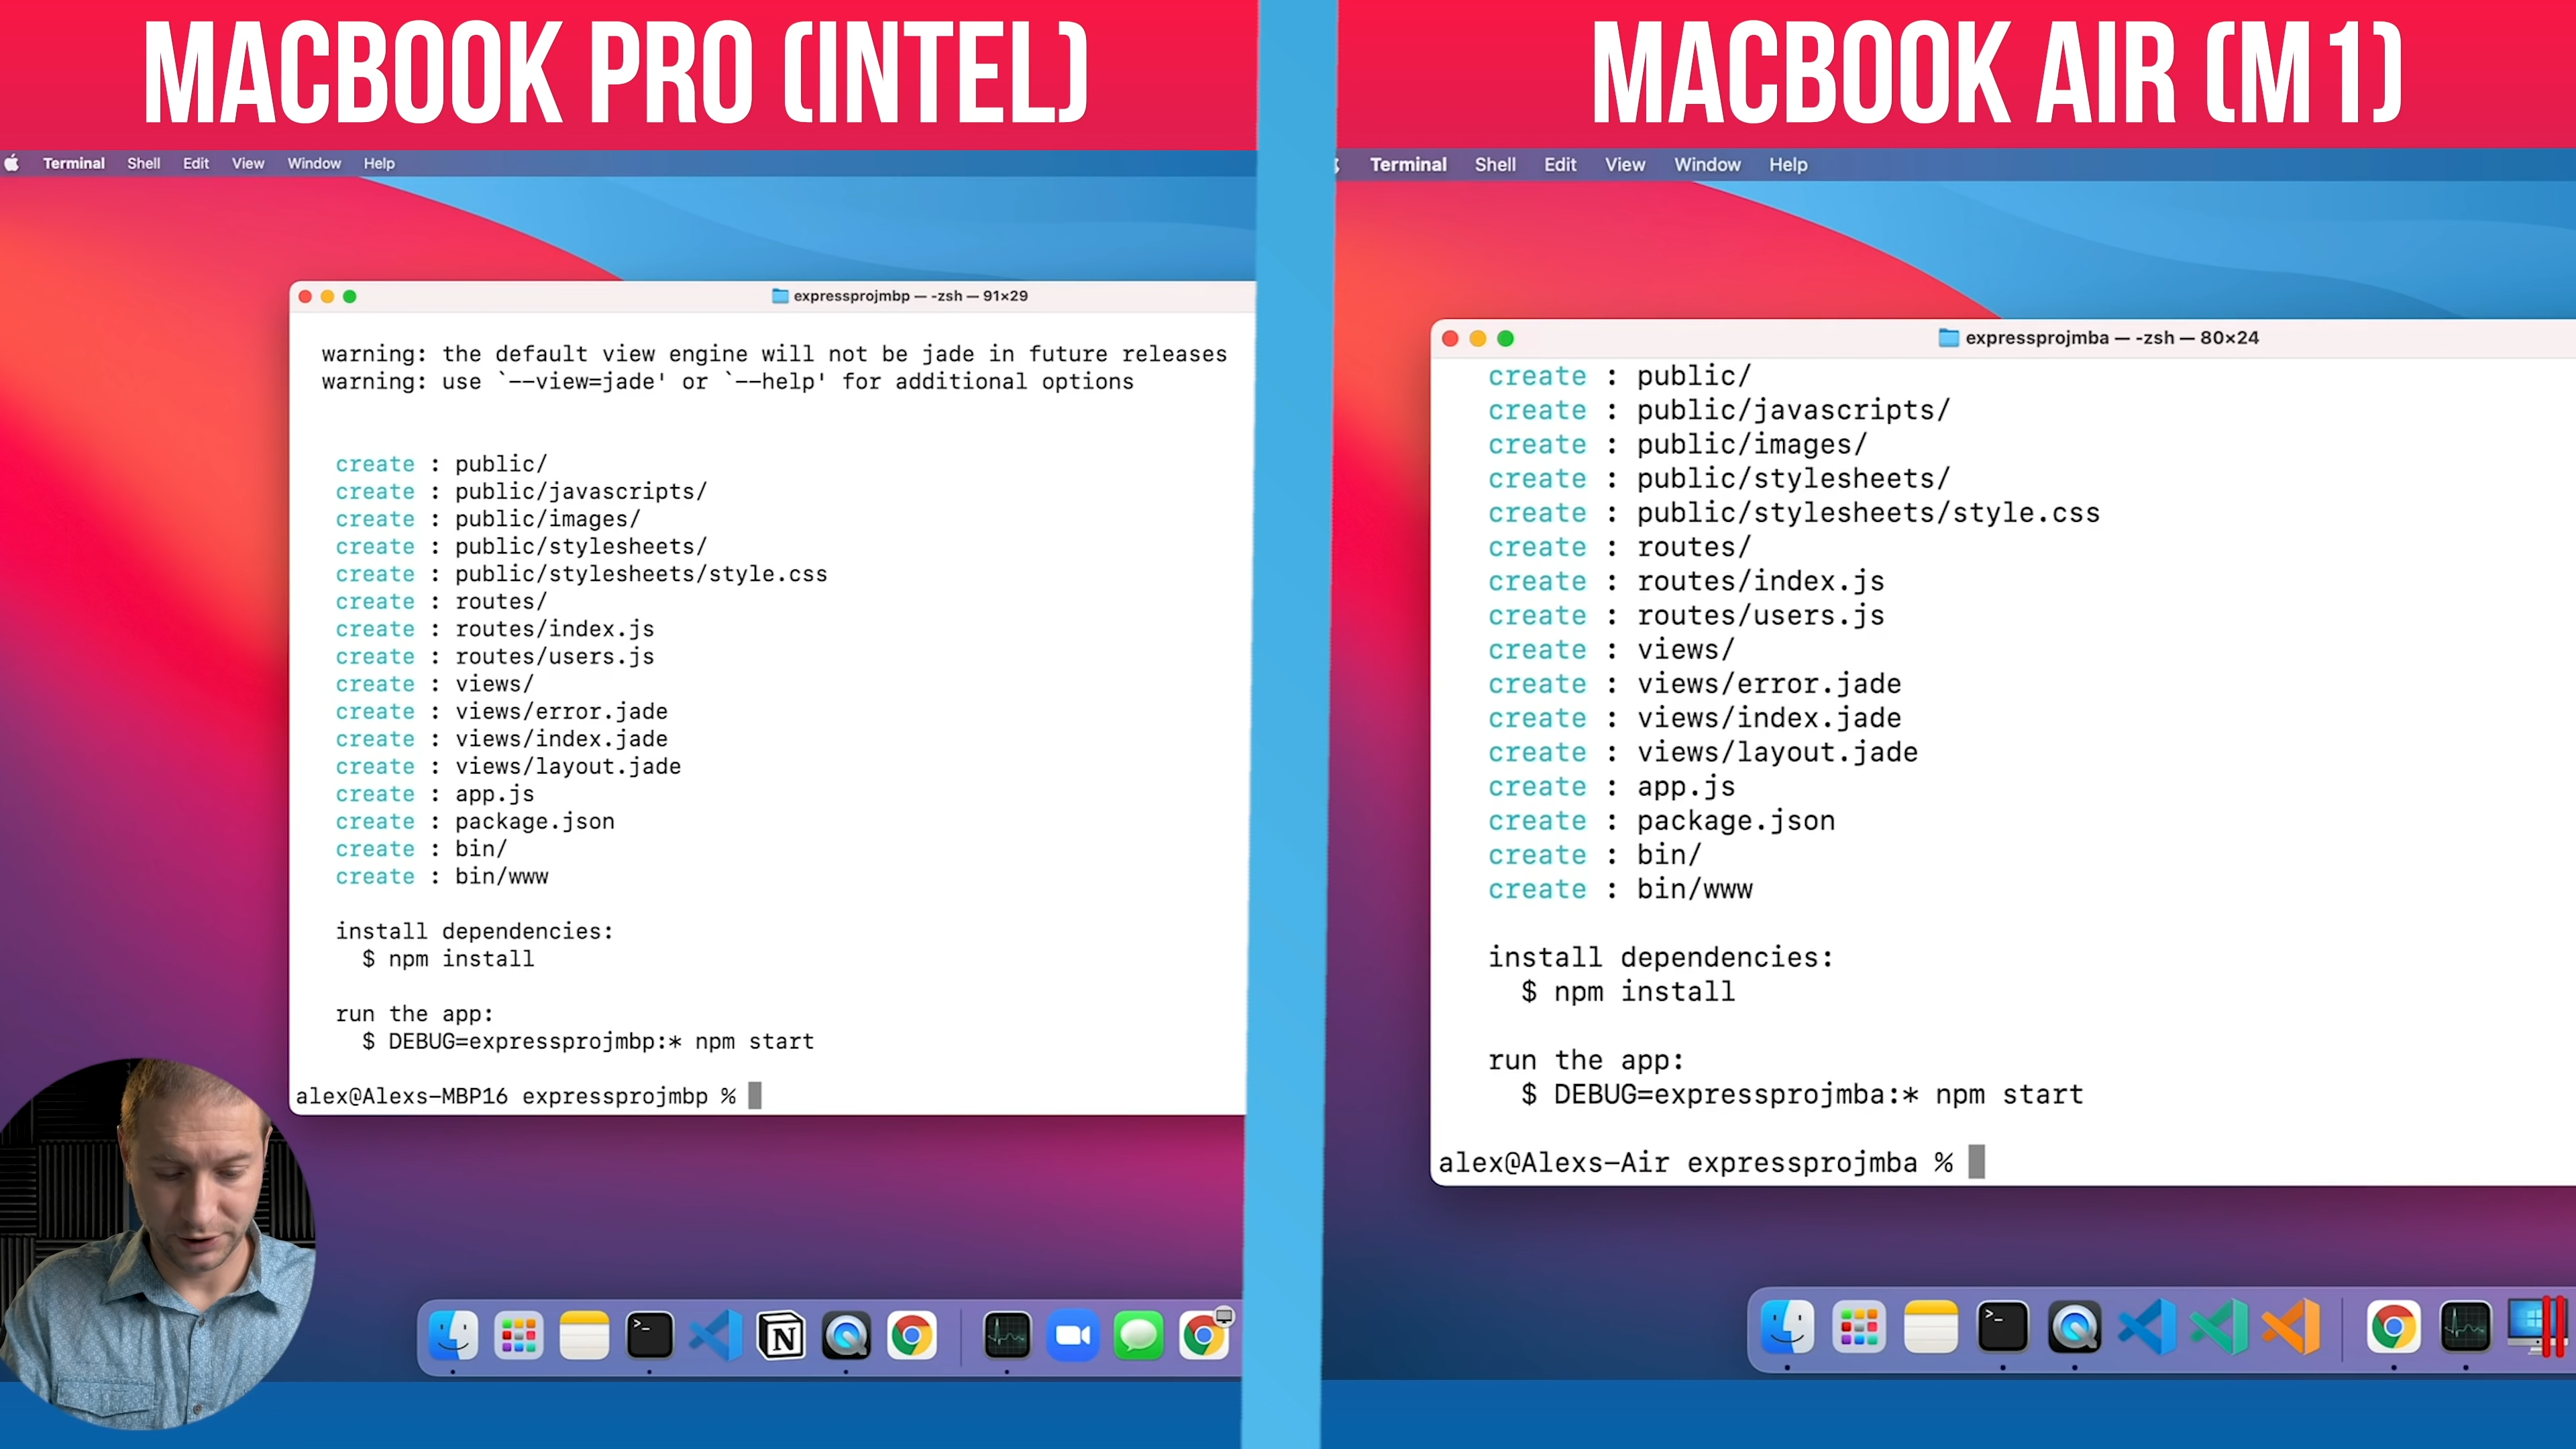 MACBOOK PRO (INTEL)
Terminal Shell Edit View Window Help
expressprojmbp — -zsh — 91×29
warning: the default view engine will not be jade in future releases
warning: use `--view=jade' or `--help' for additional options
create : public/
create : public/javascripts/
create : public/images/
create : public/stylesheets/
create : public/stylesheets/style.css
create : routes/
create : routes/index.js
create : routes/users.js
create : views/
create : views/error.jade
create : views/index.jade
create : views/layout.jade
create : app.js
create : package.json
create : bin/
create : bin/www
install dependencies:
$ npm install
run the app:
$ DEBUG=expressprojmbp:* npm start
alex@Alexs-MBP16 expressprojmbp %
MACBOOK AIR (M1)
Terminal Shell Edit View Window Help
expressprojmba — -zsh — 80×24
create : public/
create : public/javascripts/
create : public/images/
create : public/stylesheets/
create : public/stylesheets/style.css
create : routes/
create : routes/index.js
create : routes/users.js
create : views/
create : views/error.jade
create : views/index.jade
create : views/layout.jade
create : app.js
create : package.json
create : bin/
create : bin/www
install dependencies:
$ npm install
run the app:
$ DEBUG=expressprojmba:* npm start
alex@Alexs-Air expressprojmba %